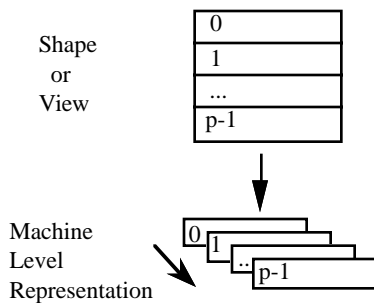 Shape
or
View
0
1
...
p-1
Machine
Level
Representation
0
1
..
p-1